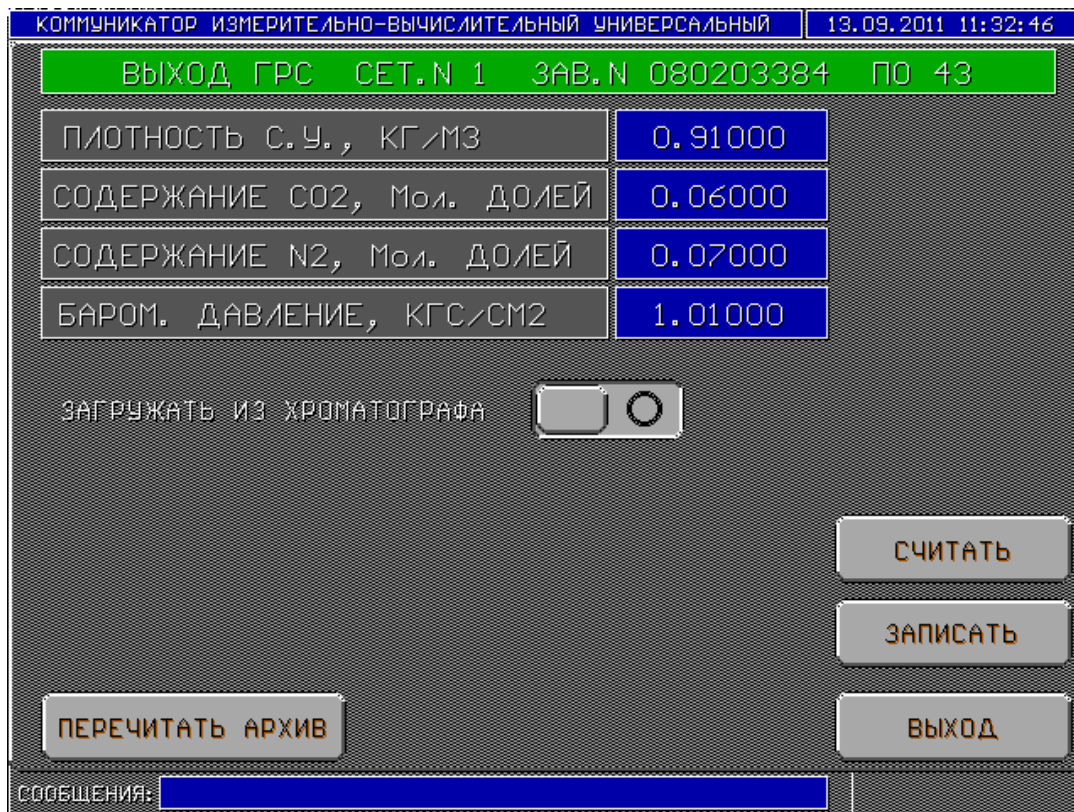 КОММУНИКАТОР ИЗМЕРИТЕЛЬНО-ВЫЧИСЛИТЕЛЬНЫЙ УНИВЕРСАЛЬНЫЙ 13.09.2011 11:32:46
ВЫХОД ГРС СЕТ.N 1 ЗАВ.N 080203384 ПО 43
ПЛОТНОСТЬ С.У., КГ/М3 0.91000
СОДЕРЖАНИЕ CO2, Мол. ДОЛЕЙ 0.06000
СОДЕРЖАНИЕ N2, Мол. ДОЛЕЙ 0.07000
БАРОМ. ДАВЛЕНИЕ, КГС/СМ2 1.01000
ЗАГРУЖАТЬ ИЗ ХРОМАТОГРАФА
СЧИТАТЬ
ЗАПИСАТЬ
ПЕРЕЧИТАТЬ АРХИВ ВЫХОД
СООБЩЕНИЯ: